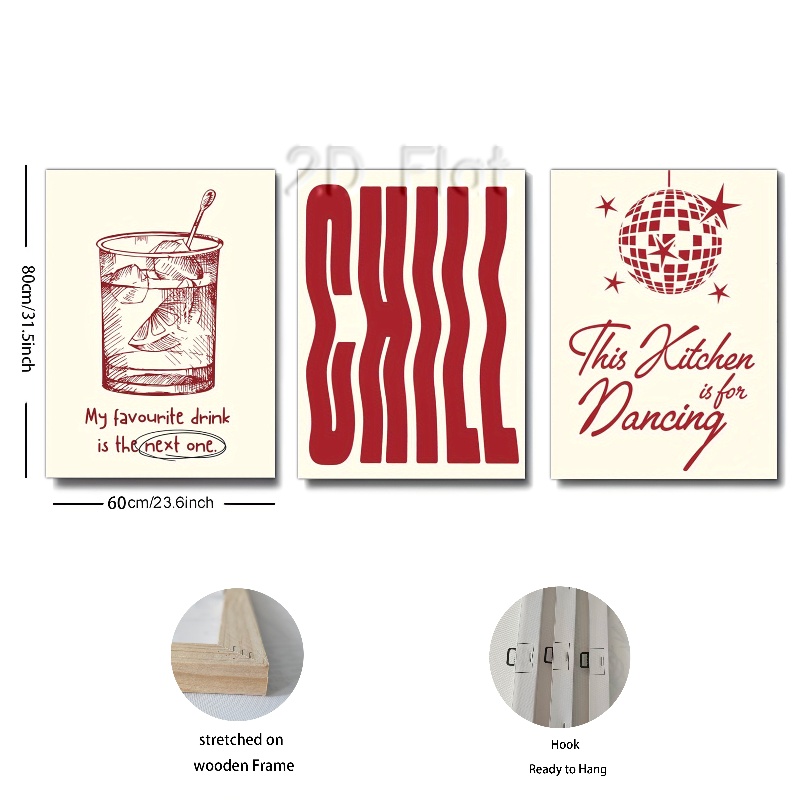 2D Flat
80cm/31.5inch
My favourite drink
is the next one.
CHILL
This Kitchen
is for
Dancing
60cm/23.6inch
stretched on
wooden Frame
Hook
Ready to Hang